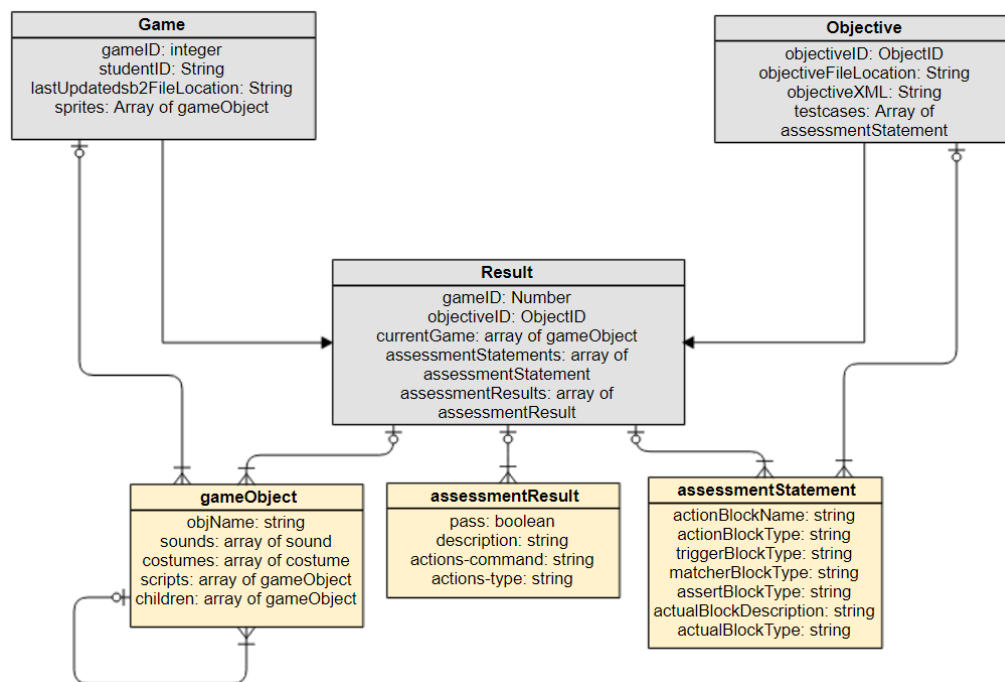 Game
gameID: integer
studentID: String
lastUpdatedsb2FileLocation: String
sprites: Array of gameObject
Objective
objectiveID: ObjectID
objectiveFileLocation: String
objectiveXML: String
testcases: Array of
assessmentStatement
Result
gameID: Number
objectiveID: ObjectID
currentGame: array of gameObject
assessmentStatements: array of
assessmentStatement
assessmentResults: array of
assessmentResult
gameObject
objName: string
sounds: array of sound
costumes: array of costume
scripts: array of gameObject
children: array of gameObject
assessmentResult
pass: boolean
description: string
actions-command: string
actions-type: string
assessmentStatement
actionBlockName: string
actionBlockType: string
triggerBlockType: string
matcherBlockType: string
assertBlockType: string
actualBlockDescription: string
actualBlockType: string